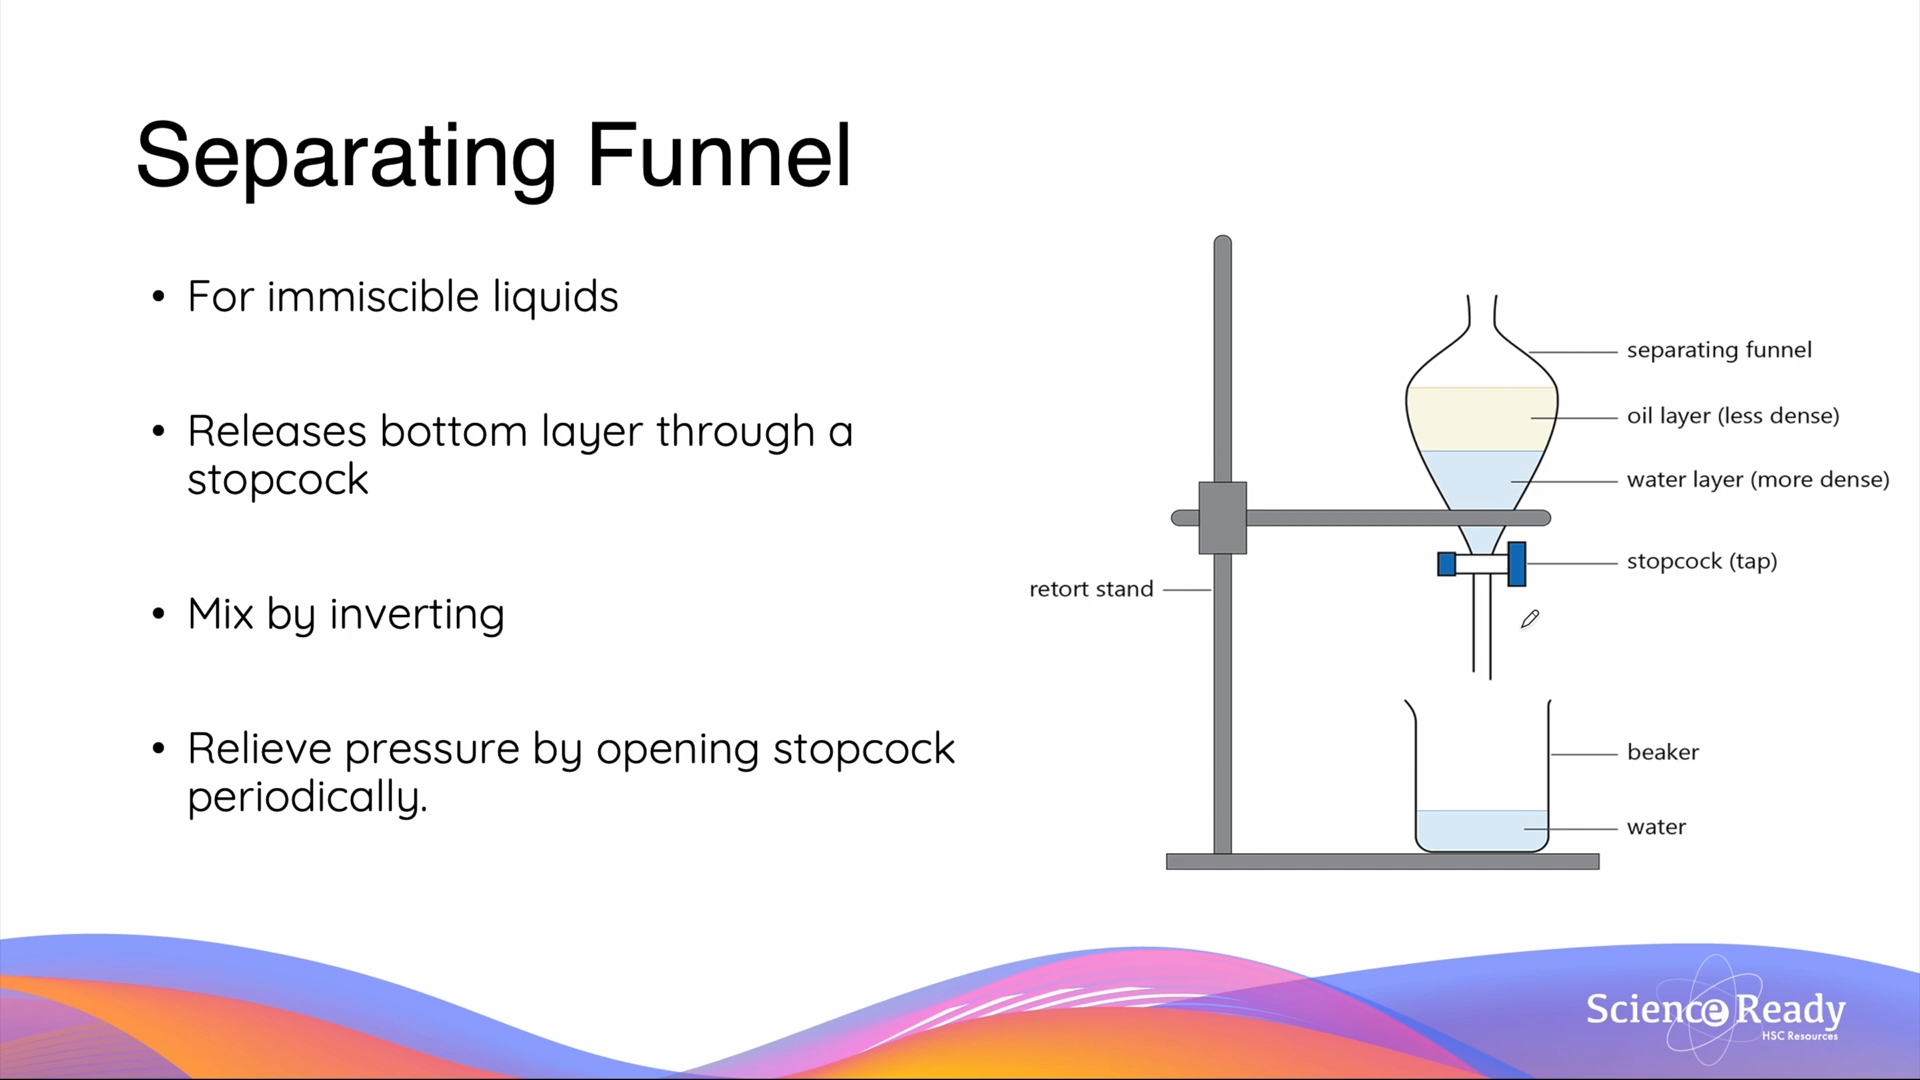 Separating Funnel
• For immiscible liquids
• Releases bottom layer through a
stopcock
• Mix by inverting
• Relieve pressure by opening stopcock
periodically.
separating funnel
oil layer (less dense)
water layer (more dense)
stopcock (tap)
retort stand
beaker
water
Science Ready
HSC Resources